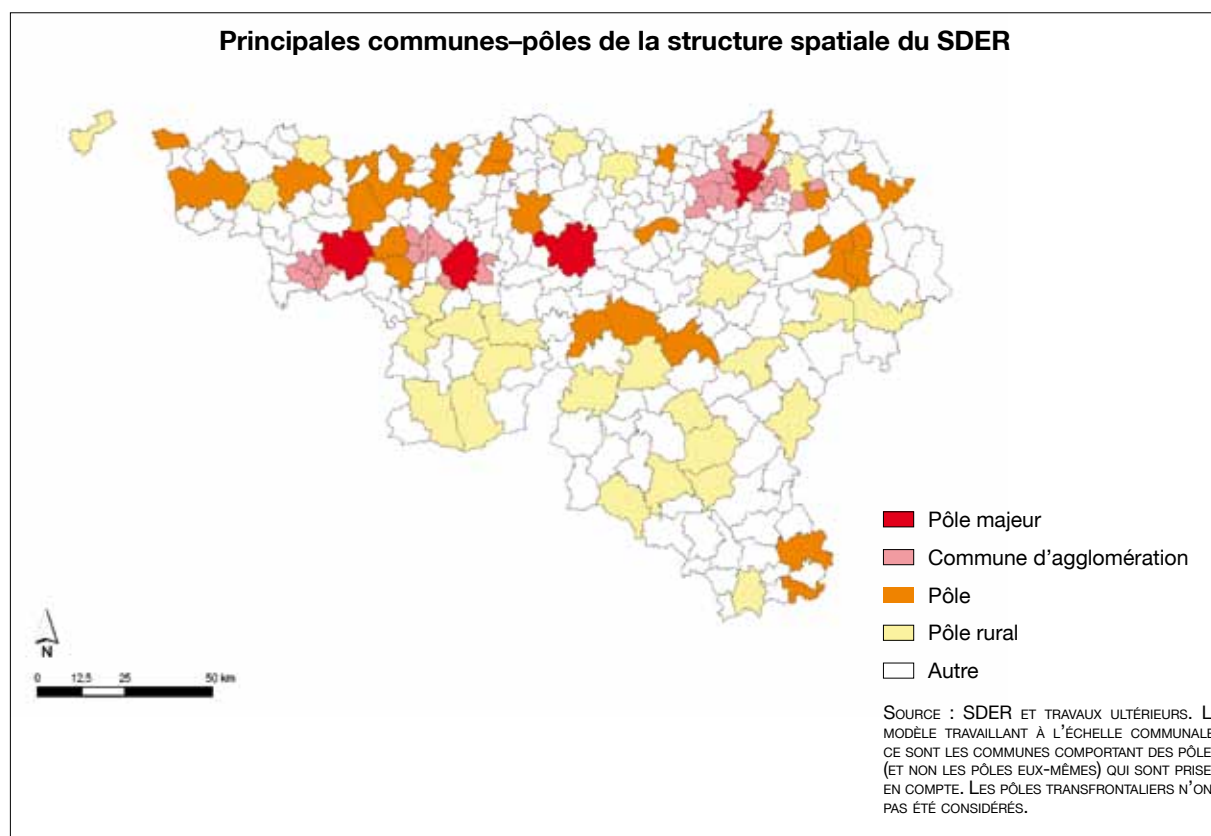 Principales communes–pôles de la structure spatiale du SDER
Pôle majeur
Commune d'agglomération
Pôle
Pôle rural
Autre
N
0 12,5 25 50 km
SOURCE : SDER ET TRAVAUX ULTÉRIEURS. L
MODÈLE TRAVAILLANT À L'ÉCHELLE COMMUNALE
CE SONT LES COMMUNES COMPORTANT DES PÔLE
(ET NON LES PÔLES EUX-MÊMES) QUI SONT PRISE
EN COMPTE. LES PÔLES TRANSFRONTALIERS N'ON
PAS ÉTÉ CONSIDÉRÉS.